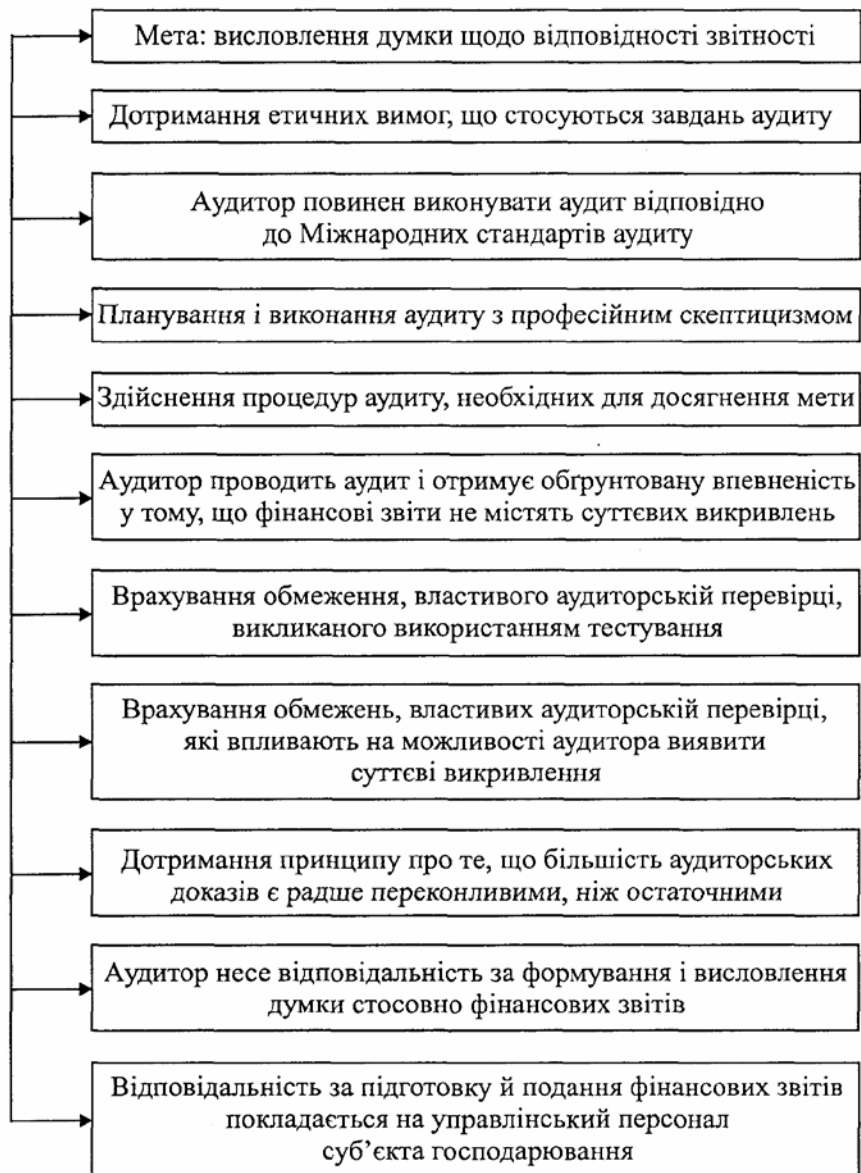 Мета: висловлення думки щодо відповідності звітності
Дотримання етичних вимог, що стосуються завдань аудиту
Аудитор повинен виконувати аудит відповідно
до Міжнародних стандартів аудиту
Планування і виконання аудиту з професійним скептицизмом
Здійснення процедур аудиту, необхідних для досягнення мети
Аудитор проводить аудит і отримує обґрунтовану впевненість
у тому, що фінансові звіти не містять суттєвих викривлень
Врахування обмеження, властивого аудиторській перевірці,
викликаного використанням тестування
Врахування обмежень, властивих аудиторській перевірці,
які впливають на можливості аудитора виявити
суттєві викривлення
Дотримання принципу про те, що більшість аудиторських
доказів є радше переконливими, ніж остаточними
Аудитор несе відповідальність за формування і висловлення
думки стосовно фінансових звітів
Відповідальність за підготовку й подання фінансових звітів
покладається на управлінський персонал
суб’єкта господарювання